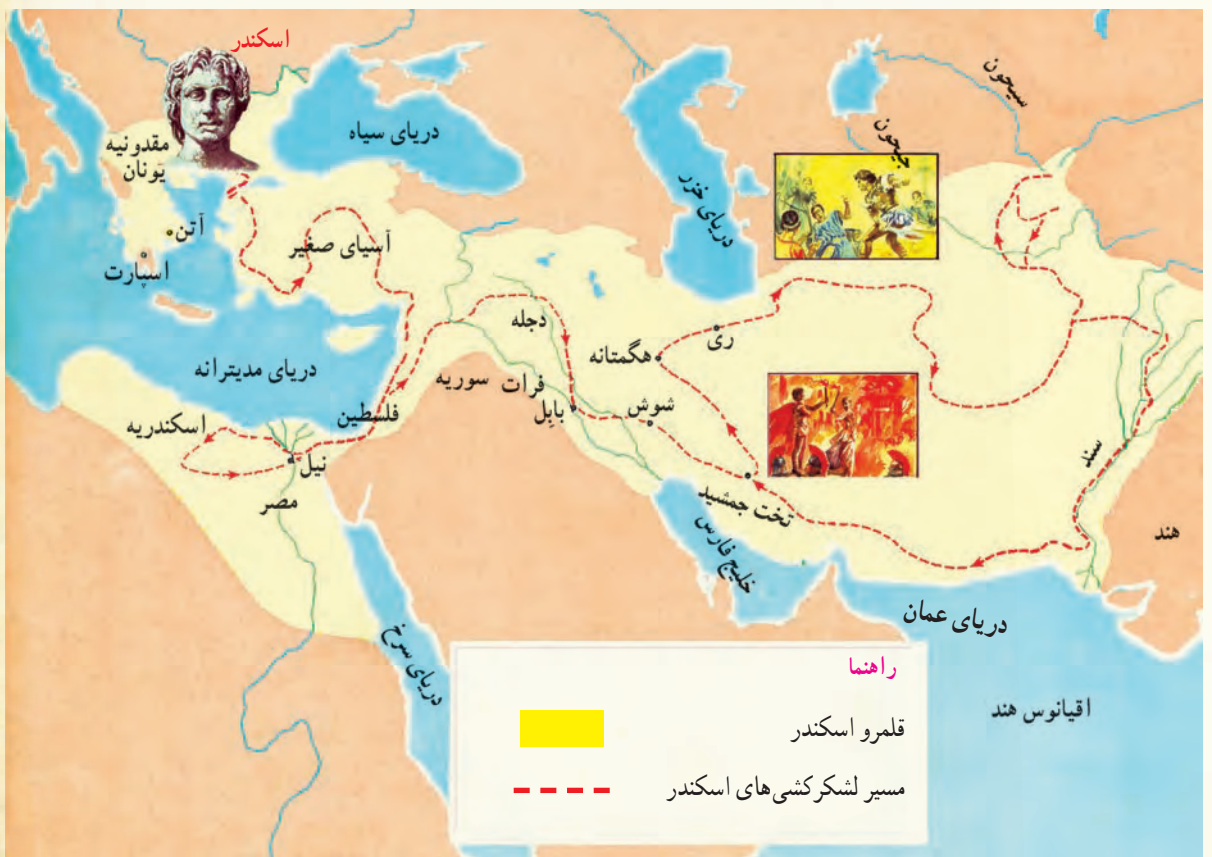 اسکندر
مقدونیه
یونان
آتن
اسپارت
دریای سیاه
آسیای صغیر
دریای خزر
سیحون
جیحون
دریای مدیترانه
اسکندریه
فلسطین
نیل
مصر
سوریه
فرات
دجله
بابِل
شوش
هگمتانه
ری
تخت جمشید
خلیج فارس
سند
هند
دریای عمان
اقیانوس هند
دریای سرخ
راهنما
قلمرو اسکندر
مسیر لشکرکشی‌های اسکندر